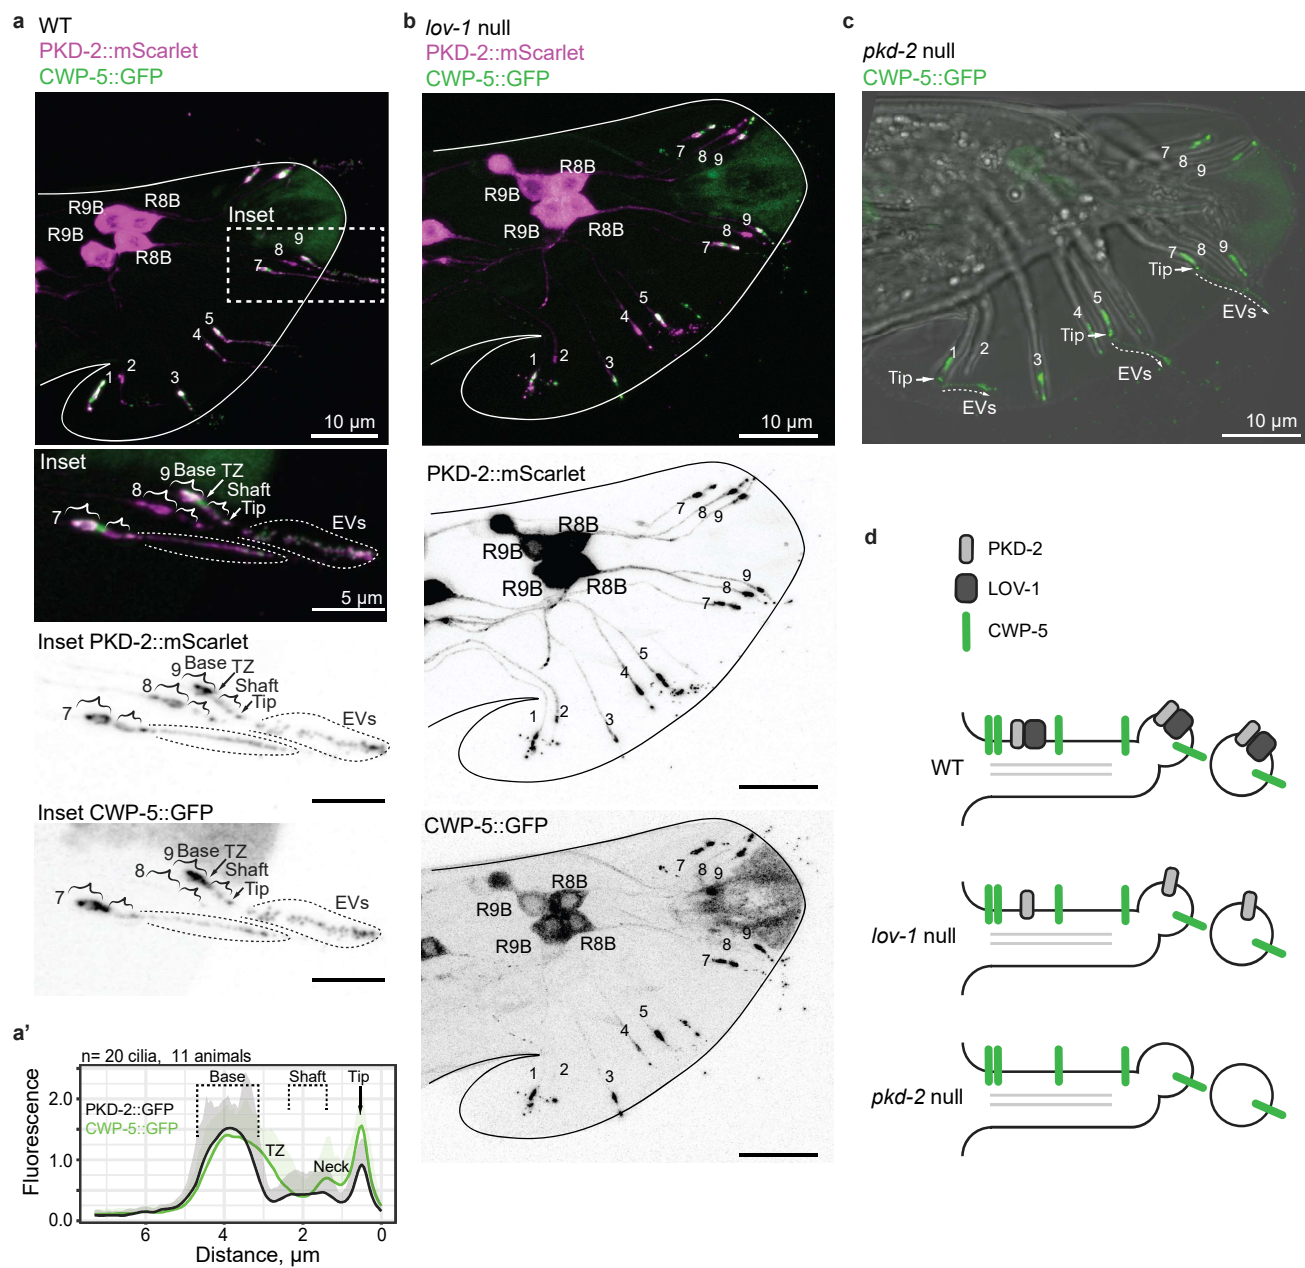 a WT
PKD-2::mScarlet
CWP-5::GFP
R9B
R8B
R9B
R8B
Inset
9
8
7
5
4
1
2
3
10 µm
Inset
9 Base TZ
8
Shaft
Tip
7
EVs
5 µm
Inset PKD-2::mScarlet
9 Base TZ
8
Shaft
Tip
7
EVs
Inset CWP-5::GFP
9 Base TZ
8
Shaft
Tip
7
EVs
a’
n= 20 cilia, 11 animals
Base
Shaft
Tip
PKD-2::GFP
CWP-5::GFP
TZ
Neck
Fluorescence
2.0
1.0
0.0
6
4
2
0
Distance, µm
b lov-1 null
PKD-2::mScarlet
CWP-5::GFP
7
8
9
R9B
R8B
R9B
R8B
9
8
7
5
4
1
2
3
10 µm
PKD-2::mScarlet
7
8
9
R8B
R9B
R9B
R8B
9
8
7
5
4
1
2
3
CWP-5::GFP
7
8
9
R8B
R9B
R9B
R8B
9
8
7
5
4
1
2
3
c
pkd-2 null
CWP-5::GFP
7
8
9
7
8
9
Tip
EVs
5
4
Tip
EVs
1
2
3
Tip
EVs
10 µm
d
PKD-2
LOV-1
CWP-5
WT
lov-1 null
pkd-2 null